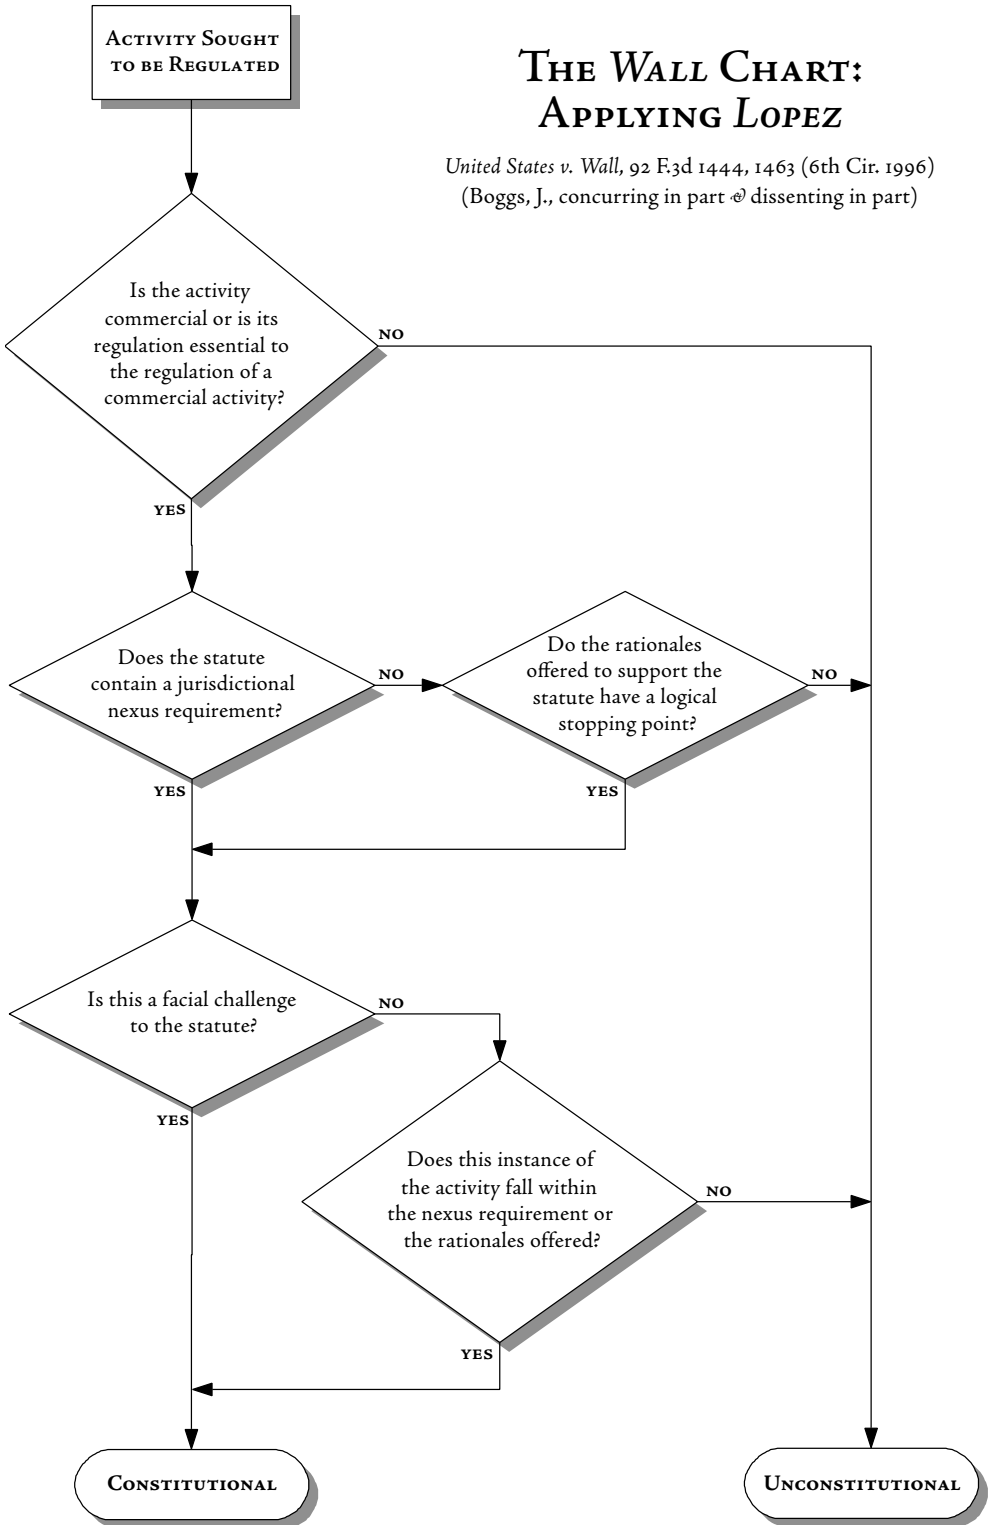 Activity Sought
to be Regulated
The Wall Chart:
Applying Lopez
United States v. Wall, 92 F.3d 1444, 1463 (6th Cir. 1996)
(Boggs, J., concurring in part & dissenting in part)
Is the activity
commercial or is its
regulation essential to
the regulation of a
commercial activity?
NO
YES
Does the statute
contain a jurisdictional
nexus requirement?
NO
YES
Do the rationales
offered to support the
statute have a logical
stopping point?
NO
YES
Is this a facial challenge
to the statute?
NO
YES
Does this instance of
the activity fall within
the nexus requirement or
the rationales offered?
NO
YES
Constitutional
Unconstitutional